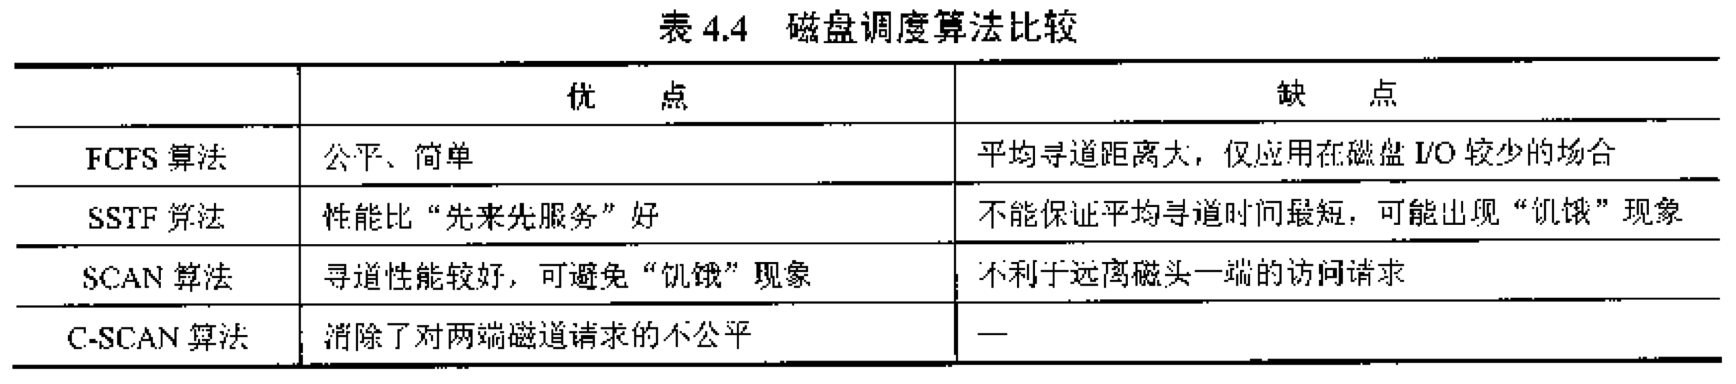 表 4.4 磁盘调度算法比较
优 点 缺 点
FCFS 算法 公平、简单 平均寻道距离大，仅应用在磁盘 I/O 较少的场合
SSTF 算法 性能比“先来先服务”好 不能保证平均寻道时间最短，可能出现“饥饿”现象
SCAN 算法 寻道性能较好，可避免“饥饿”现象 不利于远离磁头一端的访问请求
C-SCAN 算法 消除了对两端磁道请求的不公平 —